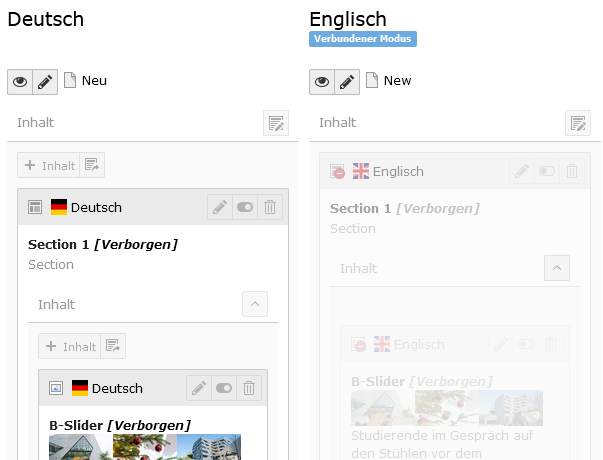 Deutsch
Neu
Inhalt
+ Inhalt
Deutsch
Section 1 [Verborgen]
Section
Inhalt
+ Inhalt
Deutsch
B-Slider [Verborgen]
Englisch
Verbundener Modus
New
Inhalt
Englisch
Section 1 [Verborgen]
Section
Inhalt
Englisch
B-Slider [Verborgen]
Studierende im Gespräch auf
den Stühlen vor dem